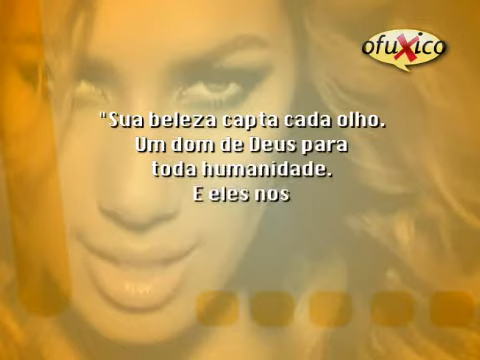 ofuxico
"Sua beleza capta cada olho.
Um dom de Deus para
toda humanidade.
E eles nos